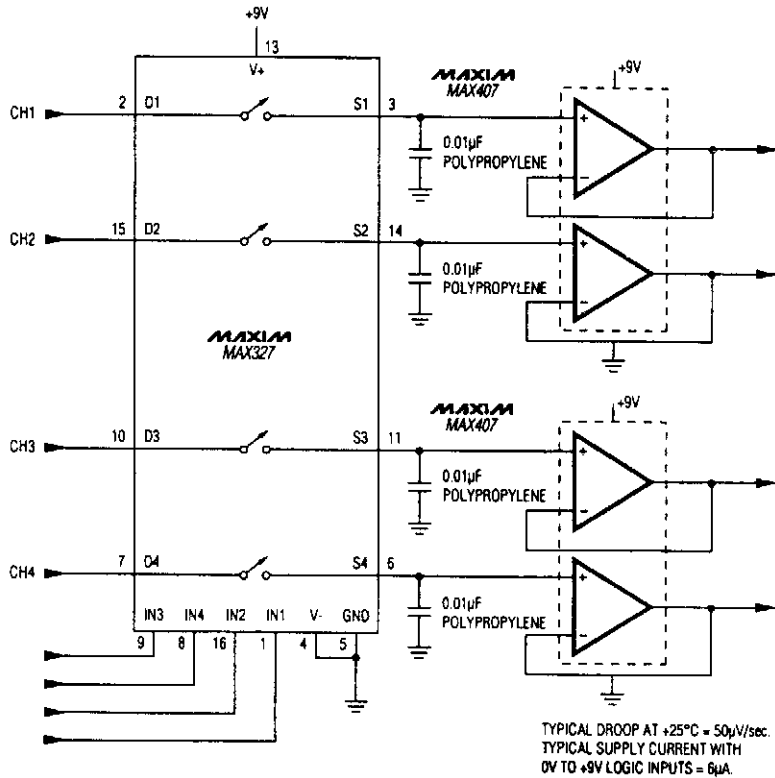 +9V
13
V+
MAXIM
MAX407
+9V
CH1
2
D1
S1
3
+
0.01µF
POLYPROPYLENE
−
CH2
15
D2
S2
14
+
0.01µF
POLYPROPYLENE
−
MAXIM
MAX327
MAXIM
MAX407
+9V
CH3
10
D3
S3
11
+
0.01µF
POLYPROPYLENE
−
CH4
7
D4
S4
6
+
0.01µF
POLYPROPYLENE
−
IN3 IN4 IN2 IN1 V- GND
9 8 16 1 4 5
TYPICAL DROOP AT +25°C = 50µV/sec.
TYPICAL SUPPLY CURRENT WITH
0V TO +9V LOGIC INPUTS = 6µA.